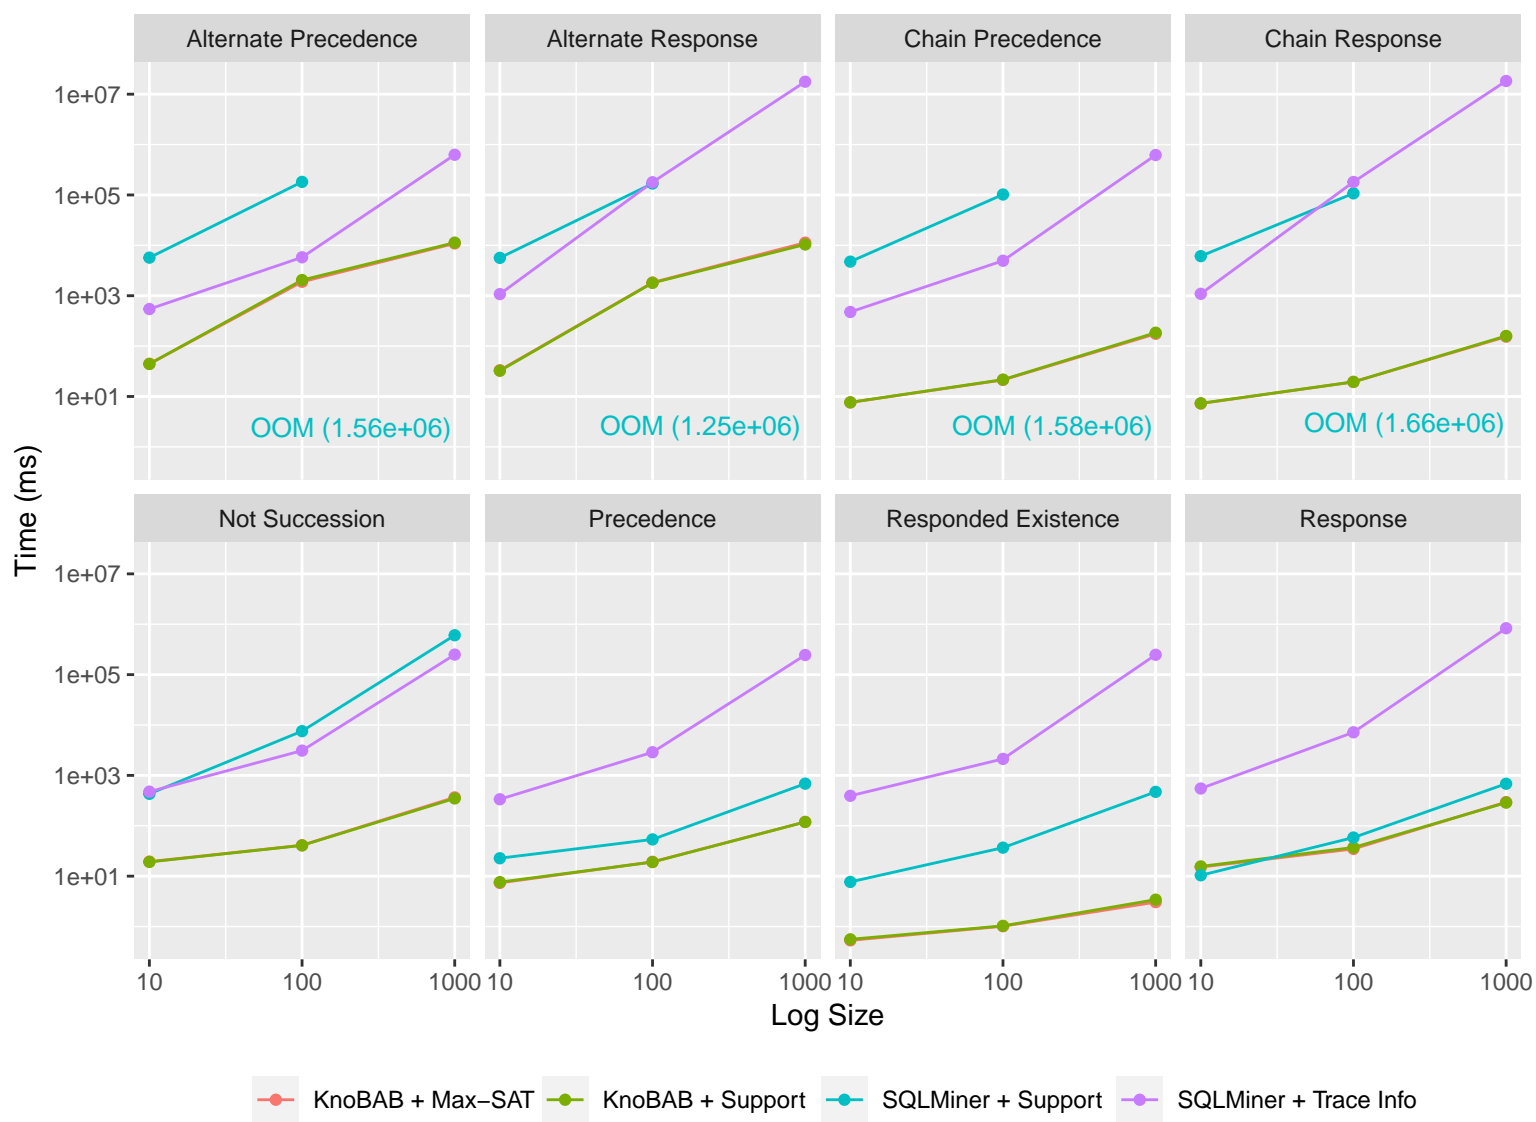 Alternate Precedence Alternate Response Chain Precedence Chain Response
1e+07
1e+05
1e+03
1e+01
OOM (1.56e+06) OOM (1.25e+06) OOM (1.58e+06) OOM (1.66e+06)
Time (ms)
Not Succession Precedence Responded Existence Response
1e+07
1e+05
1e+03
1e+01
10 100 1000 10 100 1000 10 100 1000 10 100 1000
Log Size
KnoBAB + Max−SAT KnoBAB + Support SQLMiner + Support SQLMiner + Trace Info